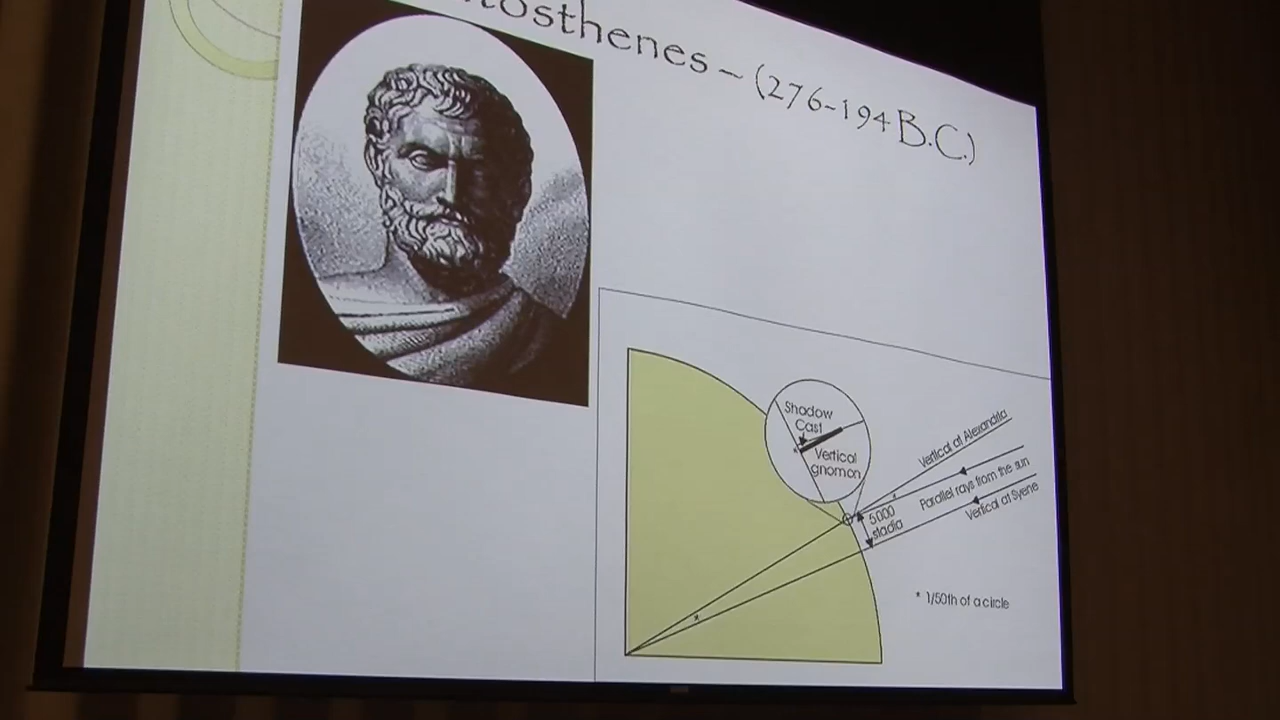 tosthenes – (276-194 B.C.)
Shadow
Cast
*
Vertical
gnomon
Vertical at Alexandria
*
Parallel rays from the sun
Vertical at Syene
5000
stadia
*
* 1/50th of a circle